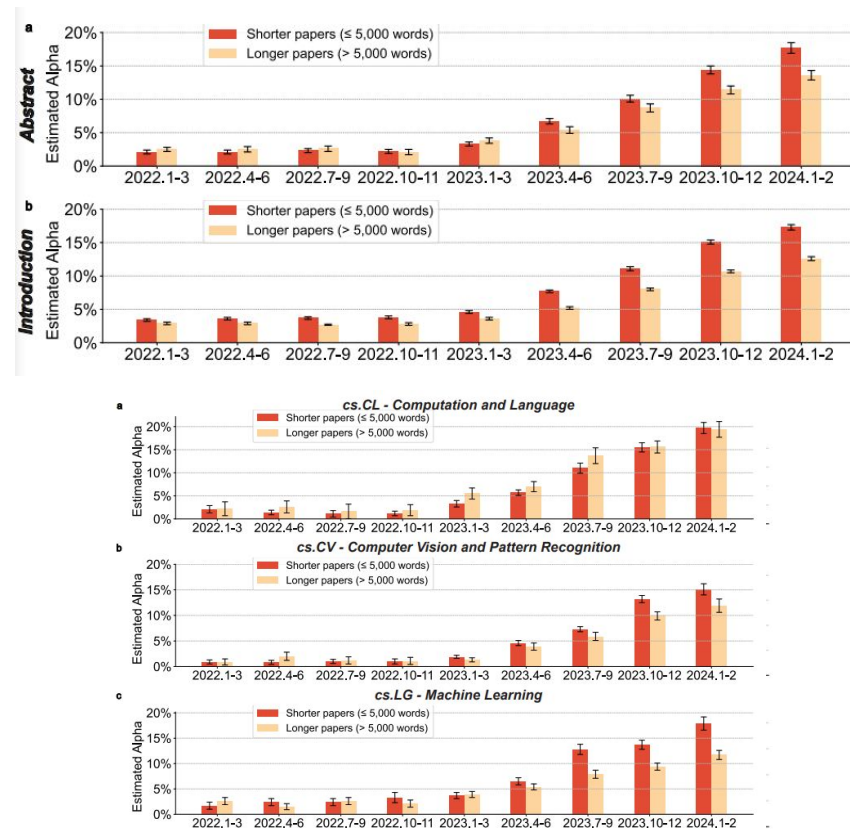 a
Abstract
Estimated Alpha
20%
15%
10%
5%
0%
Shorter papers (≤ 5,000 words)
Longer papers (> 5,000 words)
2022.1-3 2022.4-6 2022.7-9 2022.10-11 2023.1-3 2023.4-6 2023.7-9 2023.10-12 2024.1-2
b
Introduction
Estimated Alpha
20%
15%
10%
5%
0%
Shorter papers (≤ 5,000 words)
Longer papers (> 5,000 words)
2022.1-3 2022.4-6 2022.7-9 2022.10-11 2023.1-3 2023.4-6 2023.7-9 2023.10-12 2024.1-2
a
cs.CL - Computation and Language
Estimated Alpha
20%
15%
10%
5%
0%
Shorter papers (≤ 5,000 words)
Longer papers (> 5,000 words)
2022.1-3 2022.4-6 2022.7-9 2022.10-11 2023.1-3 2023.4-6 2023.7-9 2023.10-12 2024.1-2
b
cs.CV - Computer Vision and Pattern Recognition
Estimated Alpha
20%
15%
10%
5%
0%
Shorter papers (≤ 5,000 words)
Longer papers (> 5,000 words)
2022.1-3 2022.4-6 2022.7-9 2022.10-11 2023.1-3 2023.4-6 2023.7-9 2023.10-12 2024.1-2
c
cs.LG - Machine Learning
Estimated Alpha
20%
15%
10%
5%
0%
Shorter papers (≤ 5,000 words)
Longer papers (> 5,000 words)
2022.1-3 2022.4-6 2022.7-9 2022.10-11 2023.1-3 2023.4-6 2023.7-9 2023.10-12 2024.1-2